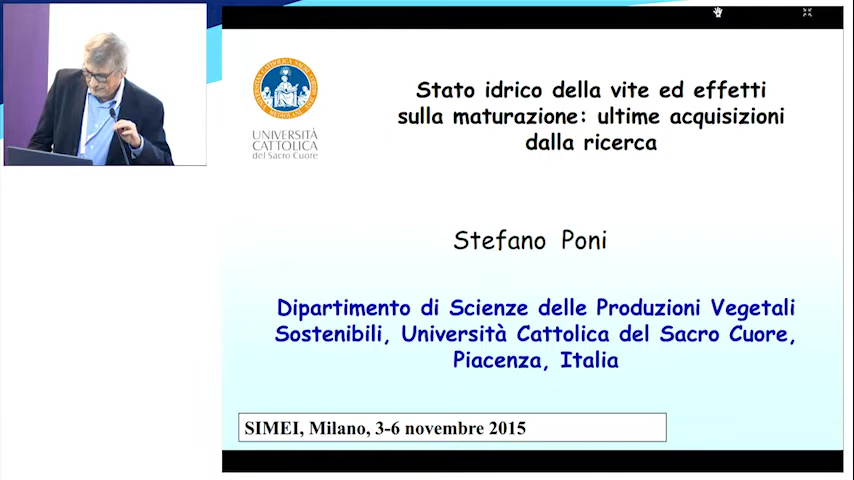 Stato idrico della vite ed effetti
sulla maturazione: ultime acquisizioni
dalla ricerca
UNIVERSITÀ
CATTOLICA
del Sacro Cuore
Stefano Poni
Dipartimento di Scienze delle Produzioni Vegetali
Sostenibili, Università Cattolica del Sacro Cuore,
Piacenza, Italia
SIMEI, Milano, 3-6 novembre 2015